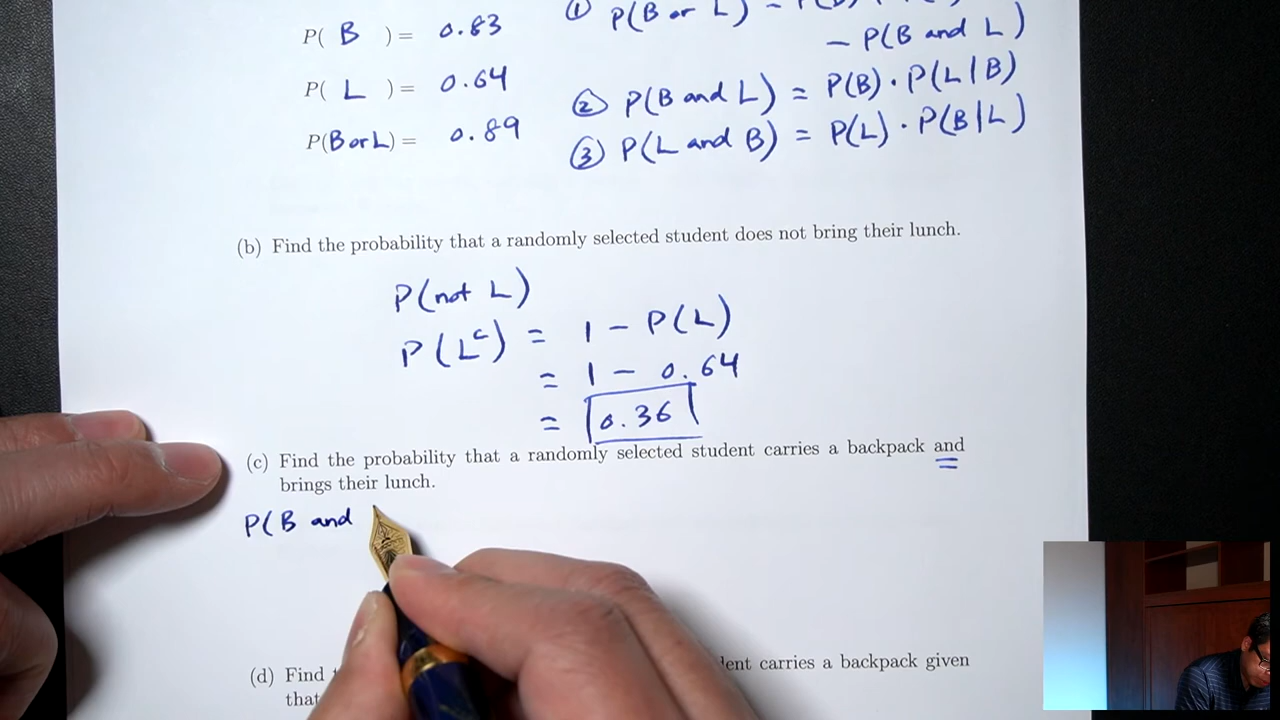 ① P(B or L) =
P( B ) = 0.83
− P(B and L)
P( L ) = 0.64
② P(B and L) = P(B) · P(L|B)
P(B or L) = 0.89
③ P(L and B) = P(L) · P(B|L)
(b) Find the probability that a randomly selected student does not bring their lunch.
P(not L)
P(Lᶜ) = 1 − P(L)
= 1 − 0.64
= 0.36
(c) Find the probability that a randomly selected student carries a backpack and
brings their lunch.
P(B and
(d) Find
carries a backpack given
that